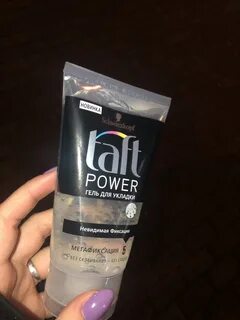 НОВИНКА
Schwarzkopf
taft
POWER
ГЕЛЬ ДЛЯ УКЛАДКИ
Невидимая Фиксация
МЕГАФИКСАЦИЯ 5